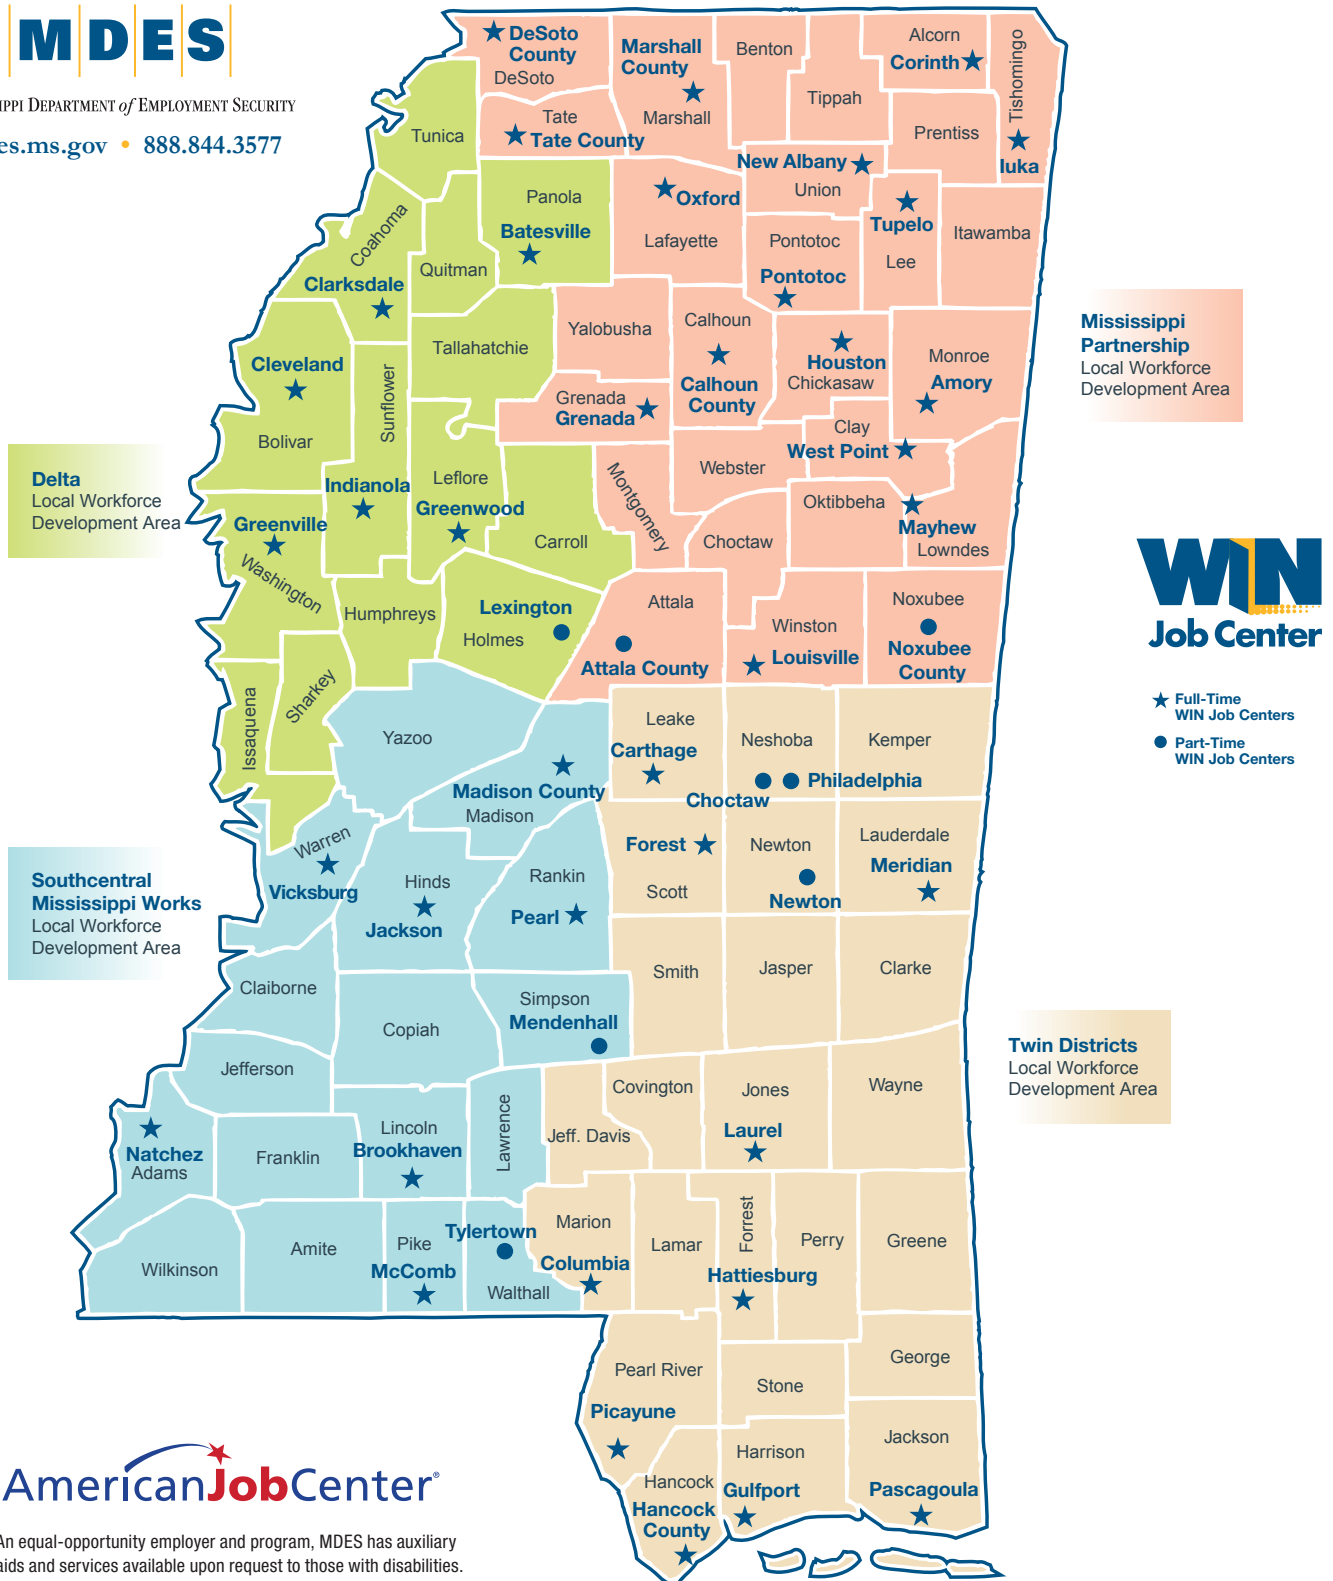 MDES
IPPI DEPARTMENT of EMPLOYMENT SECURITY
es.ms.gov • 888.844.3577
DeSoto
County
DeSoto
Marshall
County
Marshall
Benton
Tippah
Alcorn
Corinth
Tishomingo
Iuka
Prentiss
Tate
Tate County
Tunica
New Albany
Union
Panola
Batesville
Oxford
Lafayette
Tupelo
Lee
Itawamba
Pontotoc
Pontotoc
Coahoma
Clarksdale
Quitman
Yalobusha
Calhoun
Calhoun
County
Houston
Chickasaw
Monroe
Amory
Tallahatchie
Cleveland
Bolivar
Sunflower
Indianola
Grenada
Grenada
Clay
West Point
Webster
Montgomery
Oktibbeha
Mayhew
Lowndes
Choctaw
Leflore
Greenwood
Carroll
Greenville
Washington
Humphreys
Lexington
Holmes
Attala
Attala County
Winston
Louisville
Noxubee
Noxubee
County
Issaquena
Sharkey
Yazoo
Madison County
Madison
Leake
Carthage
Neshoba
Philadelphia
Choctaw
Kemper
Warren
Vicksburg
Hinds
Jackson
Rankin
Pearl
Forest
Scott
Newton
Newton
Lauderdale
Meridian
Claiborne
Copiah
Simpson
Mendenhall
Smith
Jasper
Clarke
Jefferson
Natchez
Adams
Franklin
Lincoln
Brookhaven
Lawrence
Jeff. Davis
Covington
Jones
Laurel
Wayne
Wilkinson
Amite
Pike
McComb
Tylertown
Walthall
Marion
Columbia
Lamar
Forrest
Hattiesburg
Perry
Greene
Pearl River
Picayune
Stone
George
Hancock
Hancock
County
Harrison
Gulfport
Jackson
Pascagoula
Mississippi
Partnership
Local Workforce
Development Area
Delta
Local Workforce
Development Area
WIN
Job Center
Full-Time
WIN Job Centers
Part-Time
WIN Job Centers
Southcentral
Mississippi Works
Local Workforce
Development Area
Twin Districts
Local Workforce
Development Area
AmericanJobCenter®
An equal-opportunity employer and program, MDES has auxiliary
aids and services available upon request to those with disabilities.